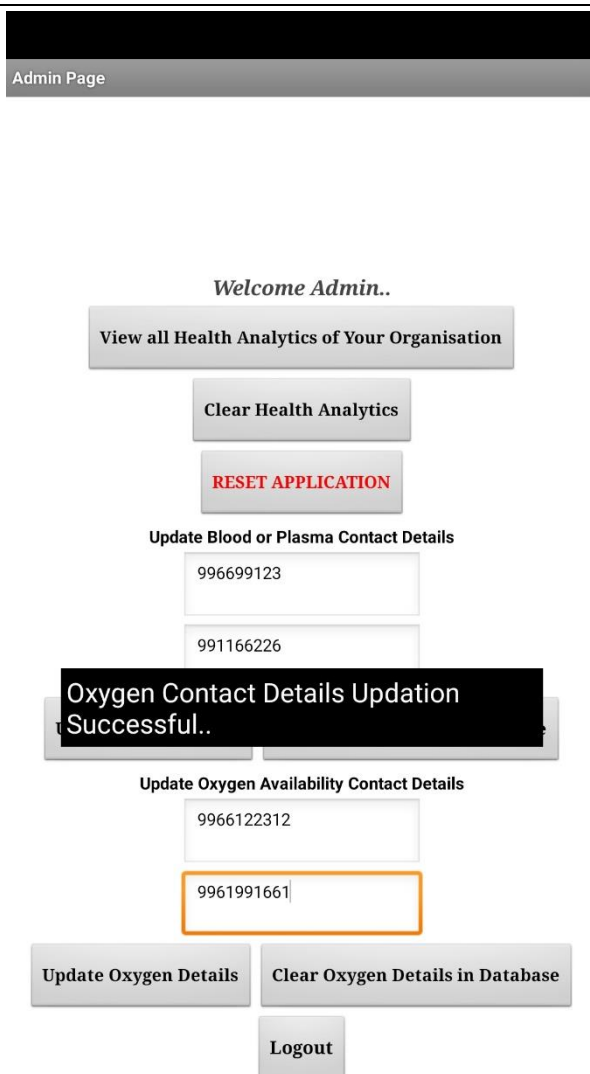 Admin Page
Welcome Admin..
View all Health Analytics of Your Organisation
Clear Health Analytics
RESET APPLICATION
Update Blood or Plasma Contact Details
996699123
991166226
Oxygen Contact Details Updation
Successful..
Update Oxygen Availability Contact Details
9966122312
9961991661
Update Oxygen Details
Clear Oxygen Details in Database
Logout